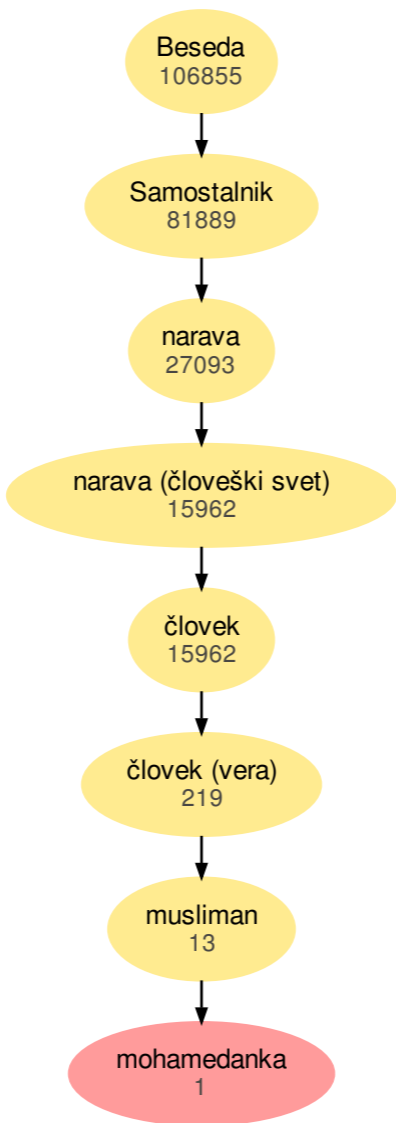 Beseda
106855
Samostalnik
81889
narava
27093
narava (človeški svet)
15962
človek
15962
človek (vera)
219
musliman
13
mohamedanka
1